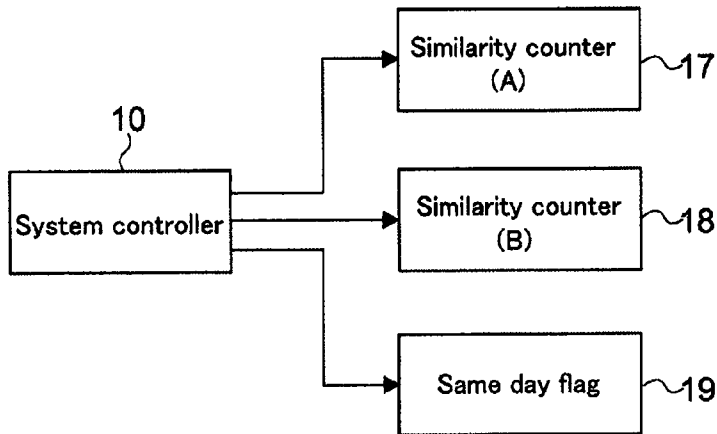 Similarity counter
(A)
17
10
System controller
Similarity counter
(B)
18
Same day flag
19